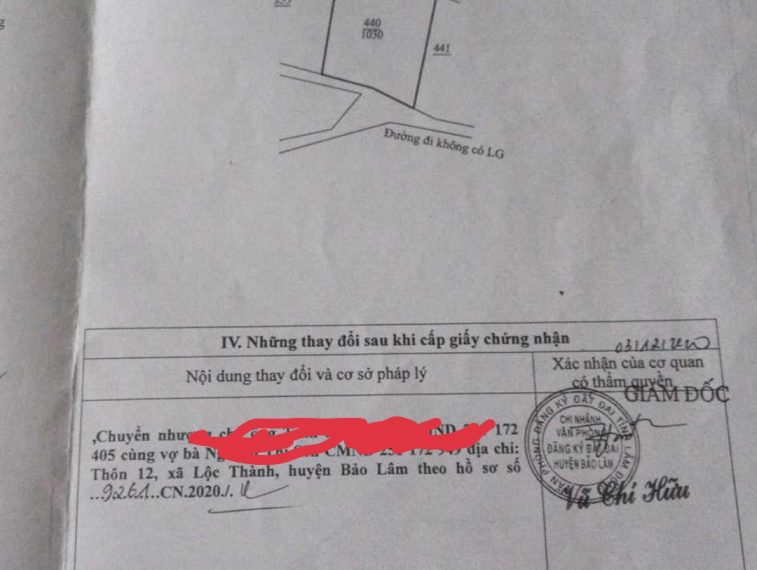 440
1030
441
Đường đi không có LG
IV. Những thay đổi sau khi cấp giấy chứng nhận
Nội dung thay đổi và cơ sở pháp lý
Xác nhận của cơ quan
có thẩm quyền
GIÁM ĐỐC
,Chuyển 172
405 cùng vợ bà địa chỉ:
Thôn 12, xã Lộc Thành, huyện Bảo Lâm theo hồ sơ số
..9261..CN.2020./.
CHI NHÁNH
VĂN PHÒNG
ĐĂNG KÝ ĐẤT ĐAI
HUYỆN BẢO LÂM
Vũ Chí Hữu